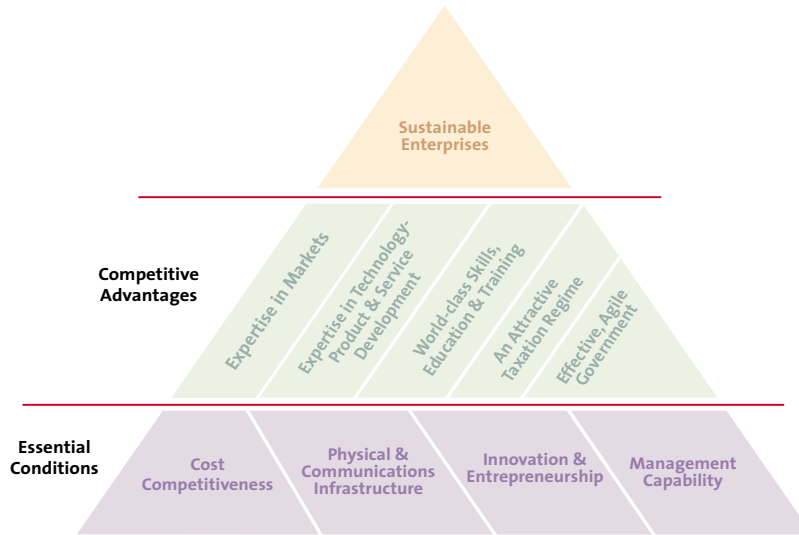 Sustainable
Enterprises
Competitive
Advantages
Expertise in Markets
Expertise in Technology-
Product & Service
Development
World-class Skills,
Education & Training
An Attractive
Taxation Regime
Effective, Agile
Government
Essential
Conditions
Cost
Competitiveness
Physical &
Communications
Infrastructure
Innovation &
Entrepreneurship
Management
Capability